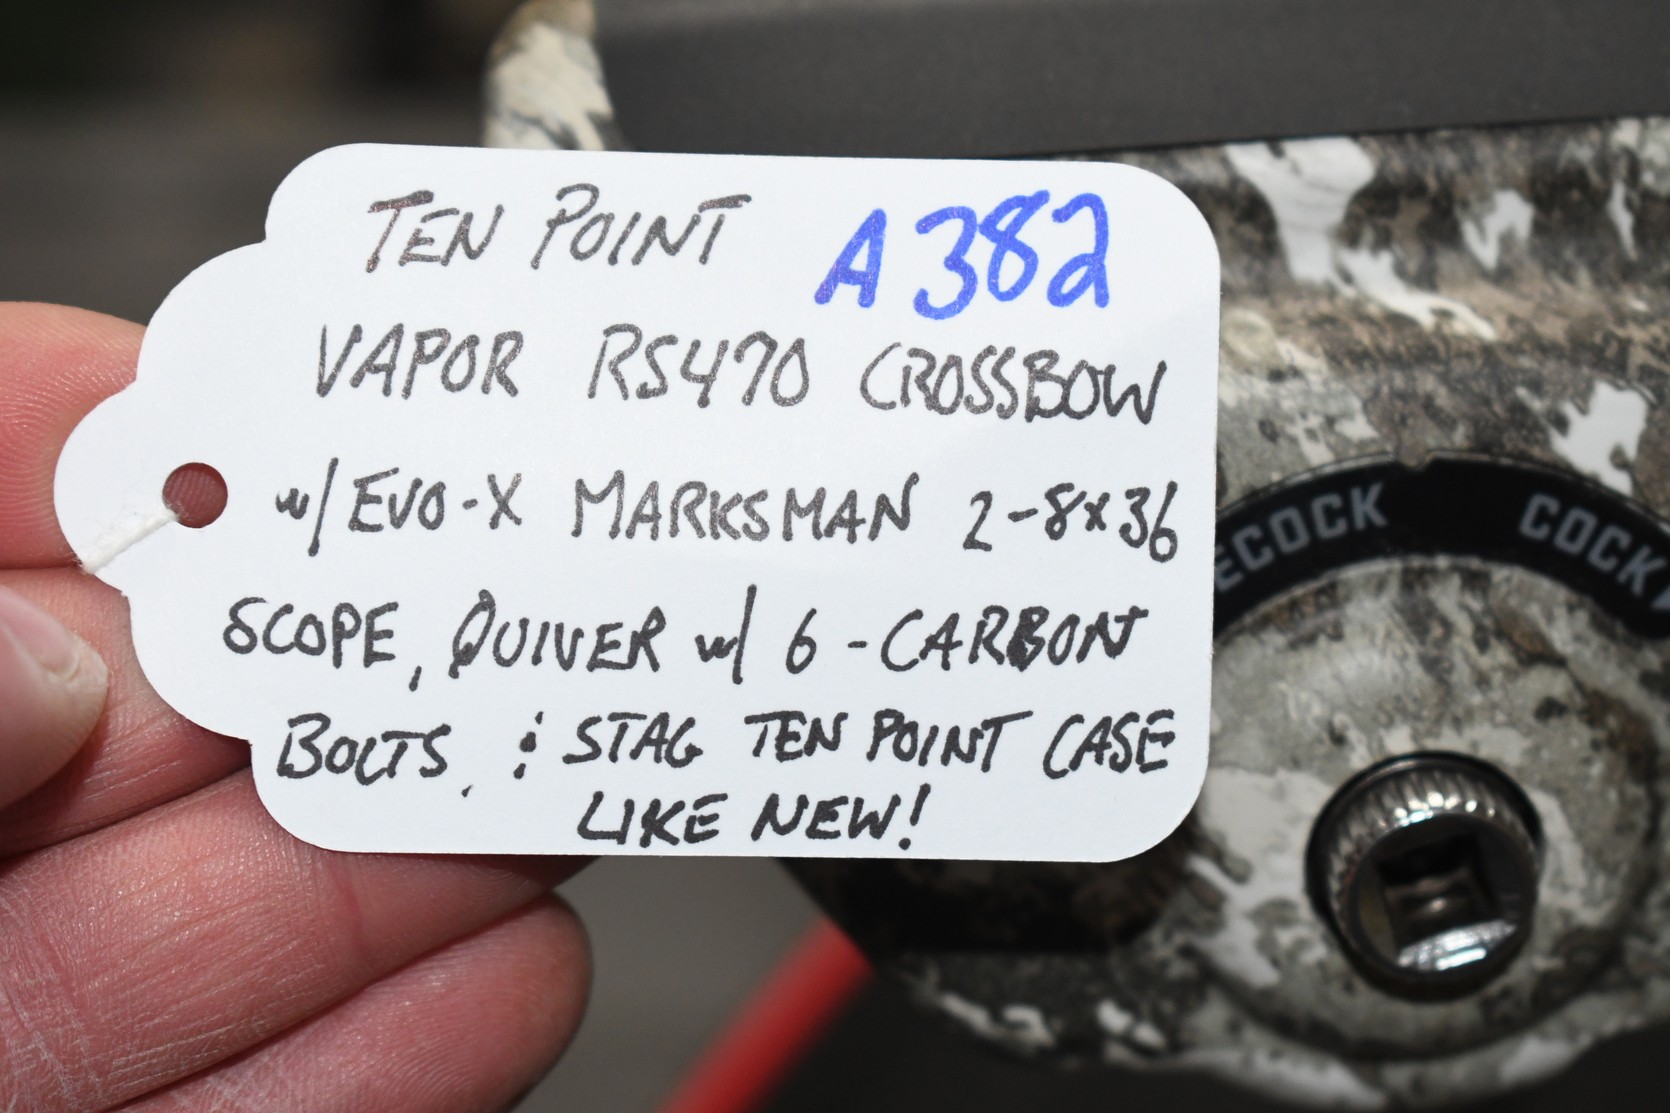 TEN POINT A382
VAPOR RS470 CROSSBOW
w/ EVO-X MARKSMAN 2-8x36
SCOPE, QUIVER w/ 6-CARBON
BOLTS, & STAG TEN POINT CASE
LIKE NEW!
ECOCK COCK